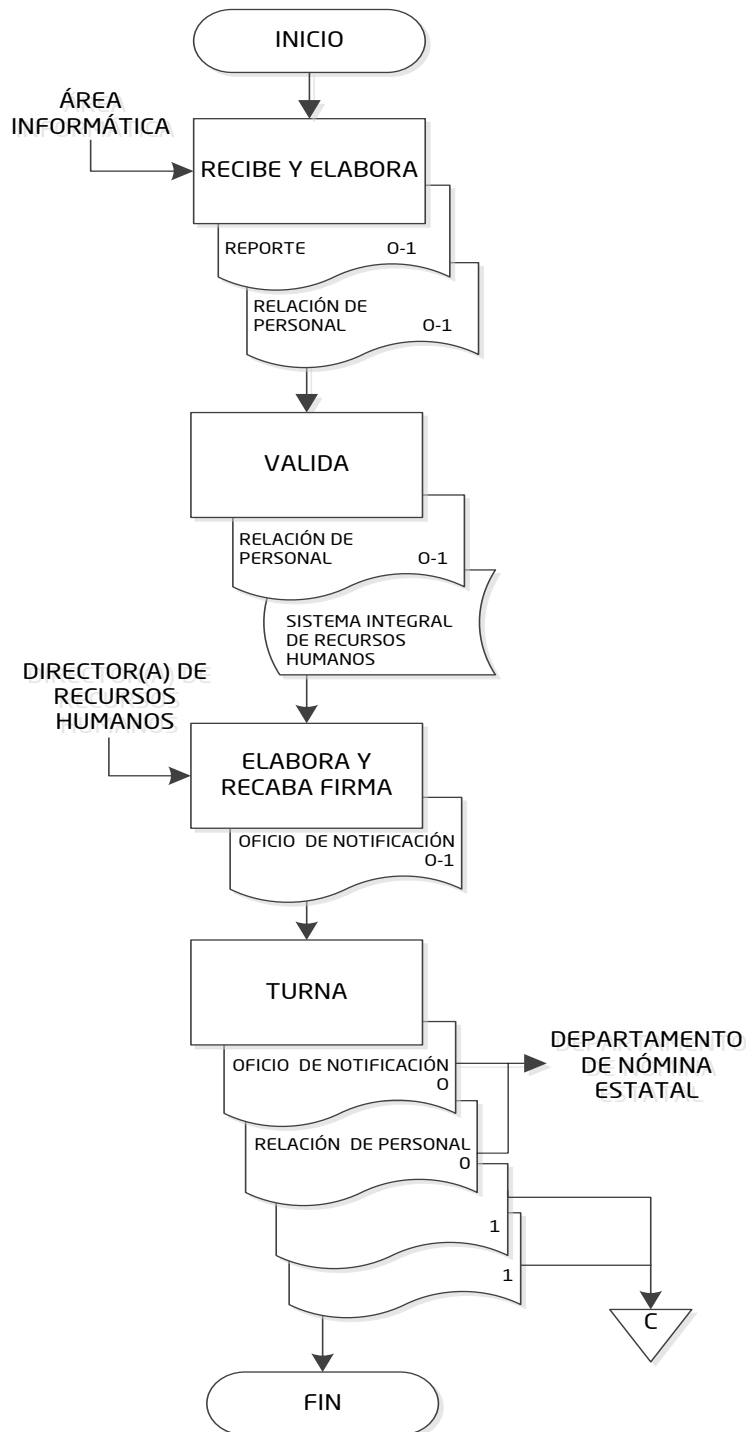 INICIO
ÁREA
INFORMÁTICA
RECIBE Y ELABORA
REPORTE O-1
RELACIÓN DE
PERSONAL O-1
VALIDA
RELACIÓN DE
PERSONAL O-1
SISTEMA INTEGRAL
DE RECURSOS
HUMANOS
DIRECTOR(A) DE
RECURSOS
HUMANOS
ELABORA Y
RECABA FIRMA
OFICIO DE NOTIFICACIÓN
O-1
TURNA
OFICIO DE NOTIFICACIÓN
O
DEPARTAMENTO
DE NÓMINA
ESTATAL
RELACIÓN DE PERSONAL
O
1
1
C
FIN